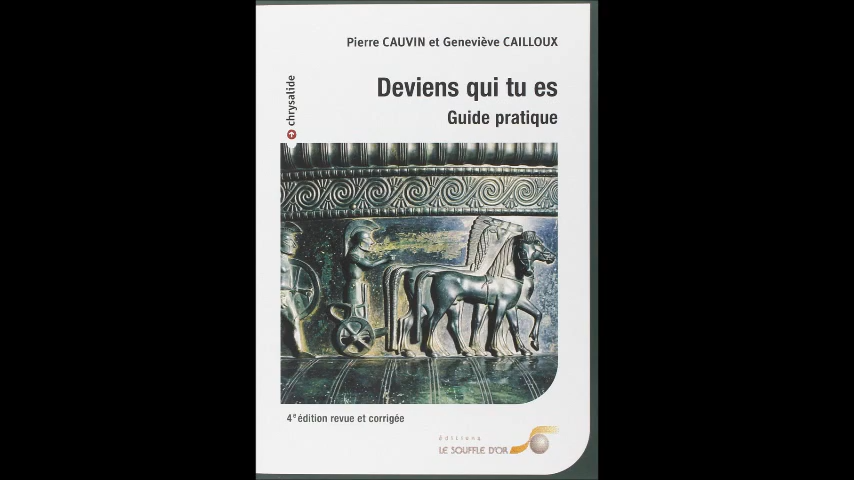 Pierre CAUVIN et Geneviève CAILLOUX
Deviens qui tu es
Guide pratique
chrysalide
4e édition revue et corrigée
éditions
LE SOUFFLE D'OR